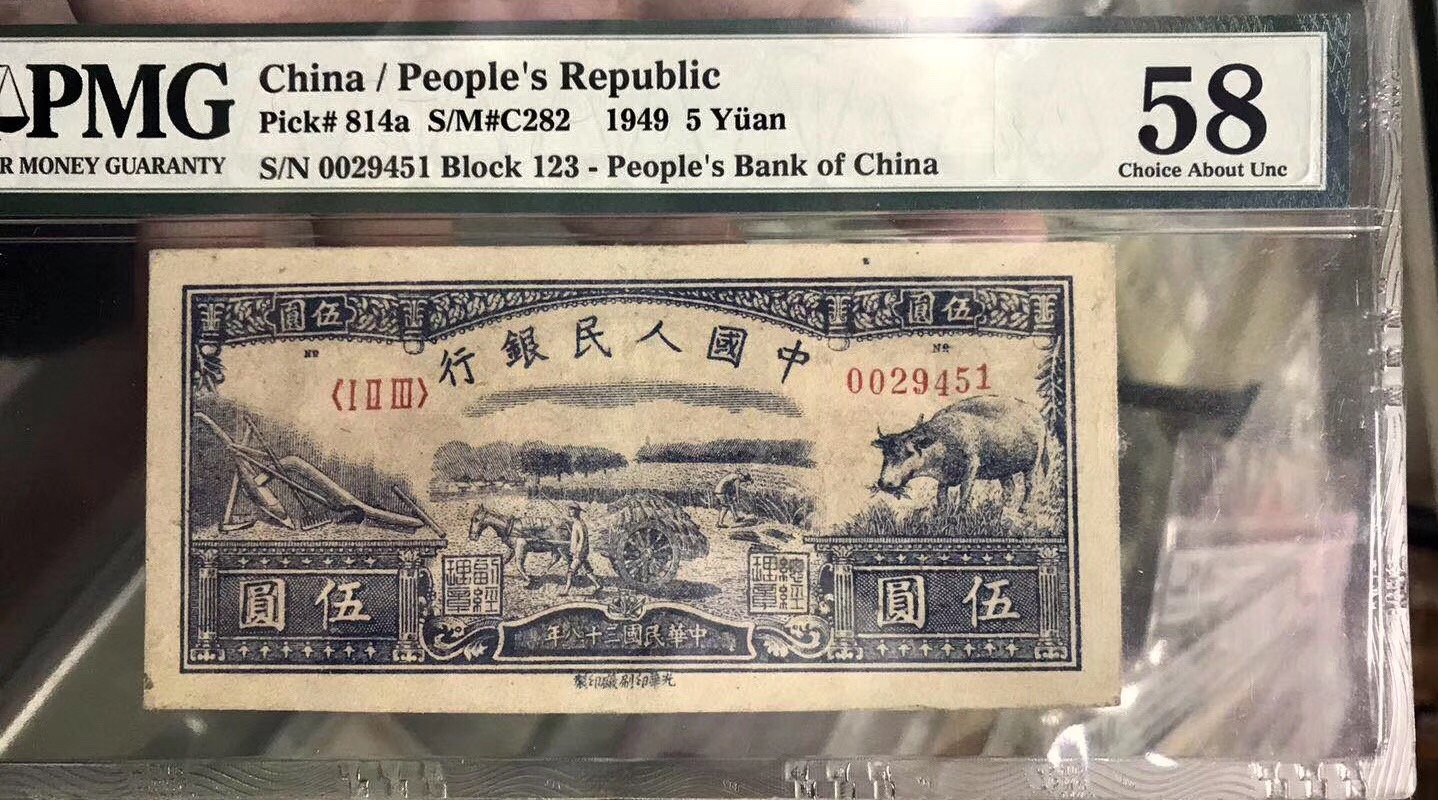 PMG
China / People's Republic
Pick# 814a S/M#C282 1949 5 Yüan
S/N 0029451 Block 123 - People's Bank of China
R MONEY GUARANTY
58
Choice About Unc
伍圓
伍圓
中國人民銀行
№
№
〈I II III〉
0029451
伍圓
伍圓
副經理章
總經理章
中華民國三十八年
光華印刷廠印製